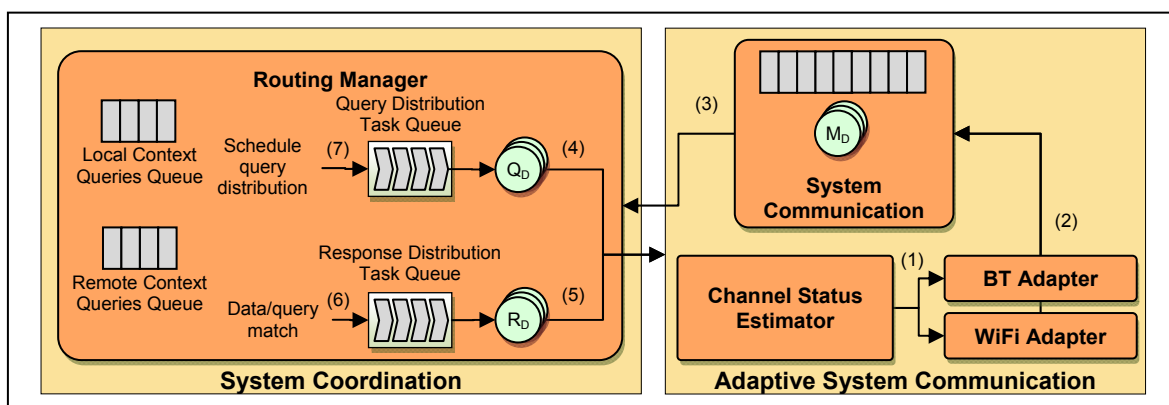 Routing Manager
Query Distribution
Task Queue
Local Context
Queries Queue
Schedule
query
distribution
(7)
QD
(4)
Remote Context
Queries Queue
Response Distribution
Task Queue
Data/query
match
(6)
RD
(5)
System Coordination
(3)
MD
System
Communication
(2)
Channel Status
Estimator
(1)
BT Adapter
WiFi Adapter
Adaptive System Communication